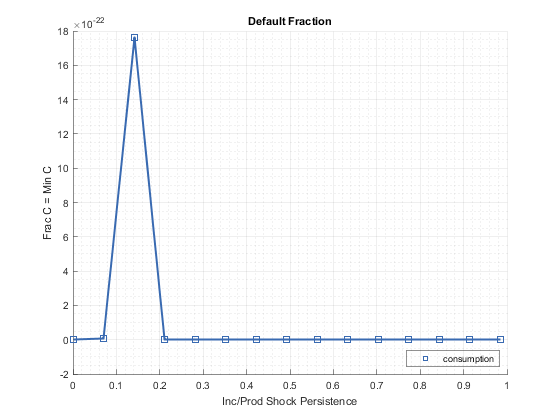 Default Fraction
×10-22
18
16
14
12
10
8
6
4
2
0
-2
Frac C = Min C
consumption
0 0.1 0.2 0.3 0.4 0.5 0.6 0.7 0.8 0.9 1
Inc/Prod Shock Persistence